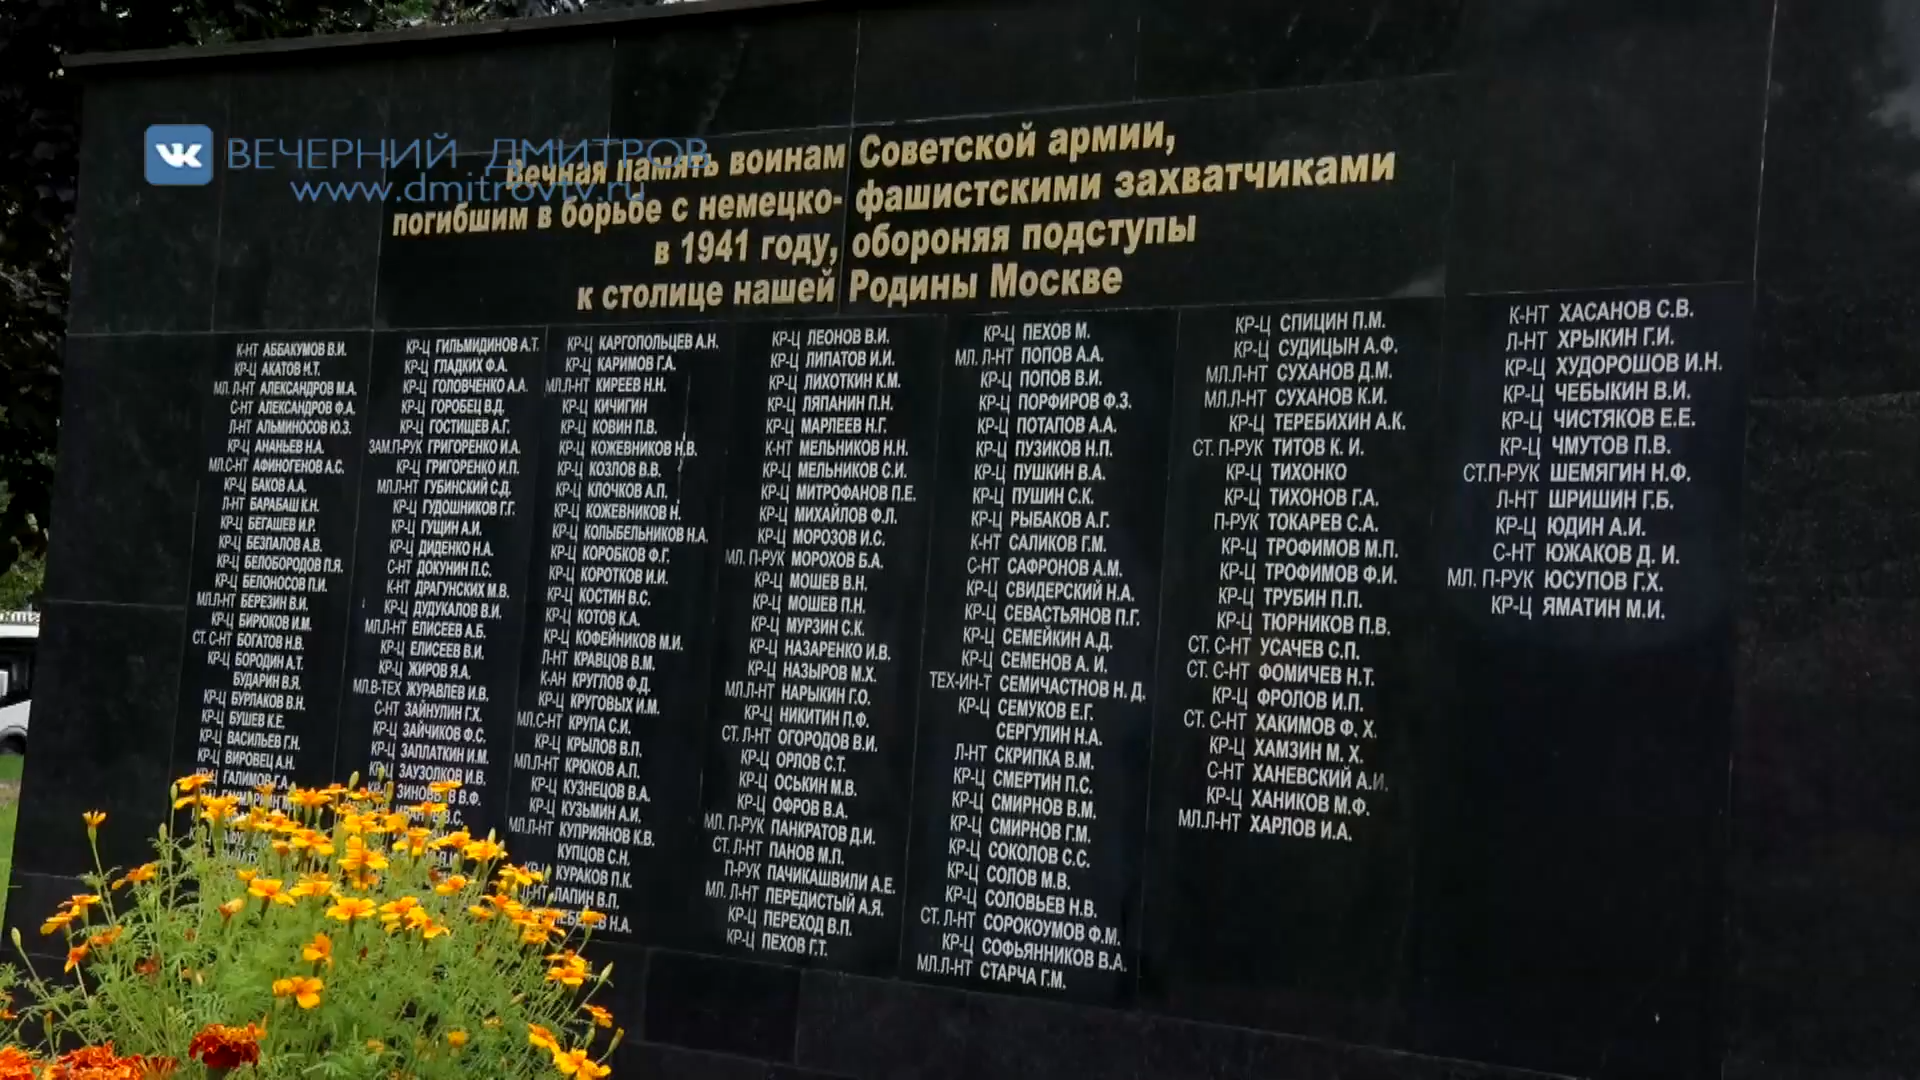 ВЕЧЕРНИЙ ДМИТРОВ
www.dmitrovtv.ru
Вечная память воинам Советской армии,
погибшим в борьбе с немецко-фашистскими захватчиками
в 1941 году, обороняя подступы
к столице нашей Родины Москве
К-НТ АББАКУМОВ В.И.
КР-Ц АКАТОВ И.Т.
МЛ. Л-НТ АЛЕКСАНДРОВ М.А.
С-НТ АЛЕКСАНДРОВ Ф.А.
Л-НТ АЛЬМИНОСОВ Ю.З.
КР-Ц АНАНЬЕВ Н.А.
МЛ.С-НТ АФИНОГЕНОВ А.С.
КР-Ц БАКОВ А.А.
Л-НТ БАРАБАШ К.Н.
КР-Ц БЕГАШЕВ И.Р.
КР-Ц БЕЗПАЛОВ А.В.
КР-Ц БЕЛОБОРОДОВ П.Я.
КР-Ц БЕЛОНОСОВ П.И.
МЛ.Л-НТ БЕРЕЗИН В.И.
КР-Ц БИРЮКОВ И.М.
СТ. С-НТ БОГАТОВ Н.В.
КР-Ц БОРОДИН А.Т.
БУДАРИН В.Я.
КР-Ц БУРЛАКОВ В.Н.
КР-Ц БУШЕВ К.Е.
КР-Ц ВАСИЛЬЕВ Г.Н.
КР-Ц ВИРОВЕЦ А.Н.
КР-Ц ГАЛИМОВ Г.А.
КР-Ц ГИЛЬМИДИНОВ А.Т.
КР-Ц ГЛАДКИХ Ф.А.
КР-Ц ГОЛОВЧЕНКО А.А.
КР-Ц ГОРОБЕЦ В.Д.
КР-Ц ГОСТИЩЕВ А.Г.
ЗАМ.П-РУК ГРИГОРЕНКО И.А.
КР-Ц ГРИГОРЕНКО И.П.
МЛ.Л-НТ ГУБИНСКИЙ С.Д.
КР-Ц ГУДОШНИКОВ Г.Г.
КР-Ц ГУЩИН А.И.
КР-Ц ДИДЕНКО Н.А.
С-НТ ДОКУНИН П.С.
К-НТ ДРАГУНСКИХ М.В.
КР-Ц ДУДУКАЛОВ В.И.
МЛ.Л-НТ ЕЛИСЕЕВ А.Б.
КР-Ц ЕЛИСЕЕВ В.И.
КР-Ц ЖИРОВ Я.А.
МЛ.В-ТЕХ ЖУРАВЛЕВ И.В.
С-НТ ЗАЙНУЛИН Г.Х.
КР-Ц ЗАЙЧИКОВ Ф.С.
КР-Ц ЗАПЛАТКИН И.М.
КР-Ц ЗАУЗОЛКОВ И.В.
В.Ф.
КР-Ц КАРГОПОЛЬЦЕВ А.Н.
КР-Ц КАРИМОВ Г.А.
МЛ.Л-НТ КИРЕЕВ Н.Н.
КР-Ц КИЧИГИН
КР-Ц КОВИН П.В.
КР-Ц КОЖЕВНИКОВ Н.В.
КР-Ц КОЗЛОВ В.В.
КР-Ц КЛОЧКОВ А.П.
КР-Ц КОЖЕВНИКОВ Н.
КР-Ц КОЛЫБЕЛЬНИКОВ Н.А.
КР-Ц КОРОБКОВ Ф.Г.
КР-Ц КОРОТКОВ И.И.
КР-Ц КОСТИН В.С.
КР-Ц КОТОВ К.А.
КР-Ц КОФЕЙНИКОВ М.И.
Л-НТ КРАВЦОВ В.М.
К-АН КРУГЛОВ Ф.Д.
КР-Ц КРУГОВЫХ И.М.
МЛ.С-НТ КРУПА С.И.
КР-Ц КРЫЛОВ В.П.
МЛ.Л-НТ КРЮКОВ А.П.
КР-Ц КУЗНЕЦОВ В.А.
КР-Ц КУЗЬМИН А.И.
МЛ.Л-НТ КУПРИЯНОВ К.В.
КУПЦОВ С.Н.
КУРАКОВ П.К.
ЛАПИН В.П.
Н.А.
КР-Ц ЛЕОНОВ В.И.
КР-Ц ЛИПАТОВ И.И.
КР-Ц ЛИХОТКИН К.М.
КР-Ц ЛЯПАНИН П.Н.
КР-Ц МАРЛЕЕВ Н.Г.
К-НТ МЕЛЬНИКОВ Н.Н.
КР-Ц МЕЛЬНИКОВ С.И.
КР-Ц МИТРОФАНОВ П.Е.
КР-Ц МИХАЙЛОВ Ф.Л.
КР-Ц МОРОЗОВ И.С.
МЛ. П-РУК МОРОХОВ Б.А.
КР-Ц МОШЕВ В.Н.
КР-Ц МОШЕВ П.Н.
КР-Ц МУРЗИН С.К.
КР-Ц НАЗАРЕНКО И.В.
КР-Ц НАЗЫРОВ М.Х.
МЛ.Л-НТ НАРЫКИН Г.О.
КР-Ц НИКИТИН П.Ф.
СТ. Л-НТ ОГОРОДОВ В.И.
КР-Ц ОРЛОВ С.Т.
КР-Ц ОСЬКИН М.В.
КР-Ц ОФРОВ В.А.
МЛ. П-РУК ПАНКРАТОВ Д.И.
СТ. Л-НТ ПАНОВ М.П.
П-РУК ПАЧИКАШВИЛИ А.Е.
МЛ. Л-НТ ПЕРЕДИСТЫЙ А.Я.
КР-Ц ПЕРЕХОД В.П.
КР-Ц ПЕХОВ Г.Т.
КР-Ц ПЕХОВ М.
МЛ. Л-НТ ПОПОВ А.А.
КР-Ц ПОПОВ В.И.
КР-Ц ПОРФИРОВ Ф.З.
КР-Ц ПОТАПОВ А.А.
КР-Ц ПУЗИКОВ Н.П.
КР-Ц ПУШКИН В.А.
КР-Ц ПУШИН С.К.
КР-Ц РЫБАКОВ А.Г.
К-НТ САЛИКОВ Г.М.
С-НТ САФРОНОВ А.М.
КР-Ц СВИДЕРСКИЙ Н.А.
КР-Ц СЕВАСТЬЯНОВ П.Г.
КР-Ц СЕМЕЙКИН А.Д.
КР-Ц СЕМЕНОВ А. И.
ТЕХ-ИН-Т СЕМИЧАСТНОВ Н. Д.
КР-Ц СЕМУКОВ Е.Г.
СЕРГУЛИН Н.А.
Л-НТ СКРИПКА В.М.
КР-Ц СМЕРТИН П.С.
КР-Ц СМИРНОВ В.М.
КР-Ц СМИРНОВ Г.М.
КР-Ц СОКОЛОВ С.С.
КР-Ц СОЛОВ М.В.
КР-Ц СОЛОВЬЕВ Н.В.
СТ. Л-НТ СОРОКОУМОВ Ф.М.
КР-Ц СОФЬЯННИКОВ В.А.
МЛ.Л-НТ СТАРЧА Г.М.
КР-Ц СПИЦИН П.М.
КР-Ц СУДИЦЫН А.Ф.
МЛ.Л-НТ СУХАНОВ Д.М.
МЛ.Л-НТ СУХАНОВ К.И.
КР-Ц ТЕРЕБИХИН А.К.
СТ. П-РУК ТИТОВ К. И.
КР-Ц ТИХОНКО
КР-Ц ТИХОНОВ Г.А.
П-РУК ТОКАРЕВ С.А.
КР-Ц ТРОФИМОВ М.П.
КР-Ц ТРОФИМОВ Ф.И.
КР-Ц ТРУБИН П.П.
КР-Ц ТЮРНИКОВ П.В.
СТ. С-НТ УСАЧЕВ С.П.
СТ. С-НТ ФОМИЧЕВ Н.Т.
КР-Ц ФРОЛОВ И.П.
СТ. С-НТ ХАКИМОВ Ф. Х.
КР-Ц ХАМЗИН М. Х.
С-НТ ХАНЕВСКИЙ А.И.
КР-Ц ХАНИКОВ М.Ф.
МЛ.Л-НТ ХАРЛОВ И.А.
К-НТ ХАСАНОВ С.В.
Л-НТ ХРЫКИН Г.И.
КР-Ц ХУДОРОШОВ И.Н.
КР-Ц ЧЕБЫКИН В.И.
КР-Ц ЧИСТЯКОВ Е.Е.
КР-Ц ЧМУТОВ П.В.
СТ.П-РУК ШЕМЯГИН Н.Ф.
Л-НТ ШРИШИН Г.Б.
КР-Ц ЮДИН А.И.
С-НТ ЮЖАКОВ Д. И.
МЛ. П-РУК ЮСУПОВ Г.Х.
КР-Ц ЯМАТИН М.И.